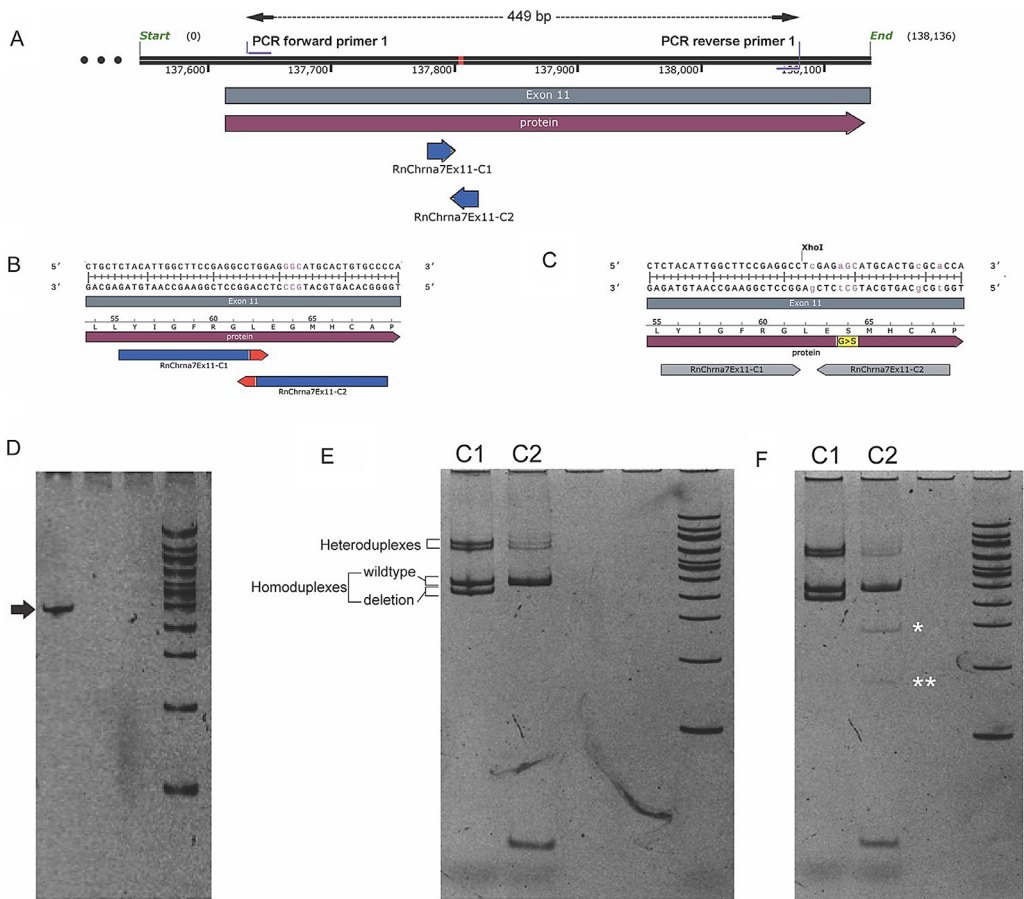 449 bp
A
Start (0)
PCR forward primer 1
PCR reverse primer 1
End (138,136)
137,600 137,700 137,800 137,900 138,000 138,100
Exon 11
protein
RnChrna7Ex11-C1
RnChrna7Ex11-C2
B
5' CTGCTCTACATTGGCTTCCGAGGCCTGGAGGGCATGCACTGTGCCCCA 3'
3' GACGAGATGTAACCGAAGGCTCCGGACCTCCCGTACGTGACACGGGGT 5'
Exon 11
55 60 65
L L Y I G F R G L E G M H C A P
protein
RnChrna7Ex11-C1
RnChrna7Ex11-C2
C
XhoI
5' CTCTACATTGGCTTCCGAGGCCTcGAGaGCATGCACTGcGCaCCA 3'
3' GAGATGTAACCGAAGGCTCCGGAgCTCtCGTACGTGACgCGtGGT 5'
Exon 11
55 60 65
L Y I G F R G L E S M H C A P
G>S
protein
RnChrna7Ex11-C1 RnChrna7Ex11-C2
D
E
C1 C2
Heteroduplexes
Homoduplexes
wildtype
deletion
F
C1 C2
*
**